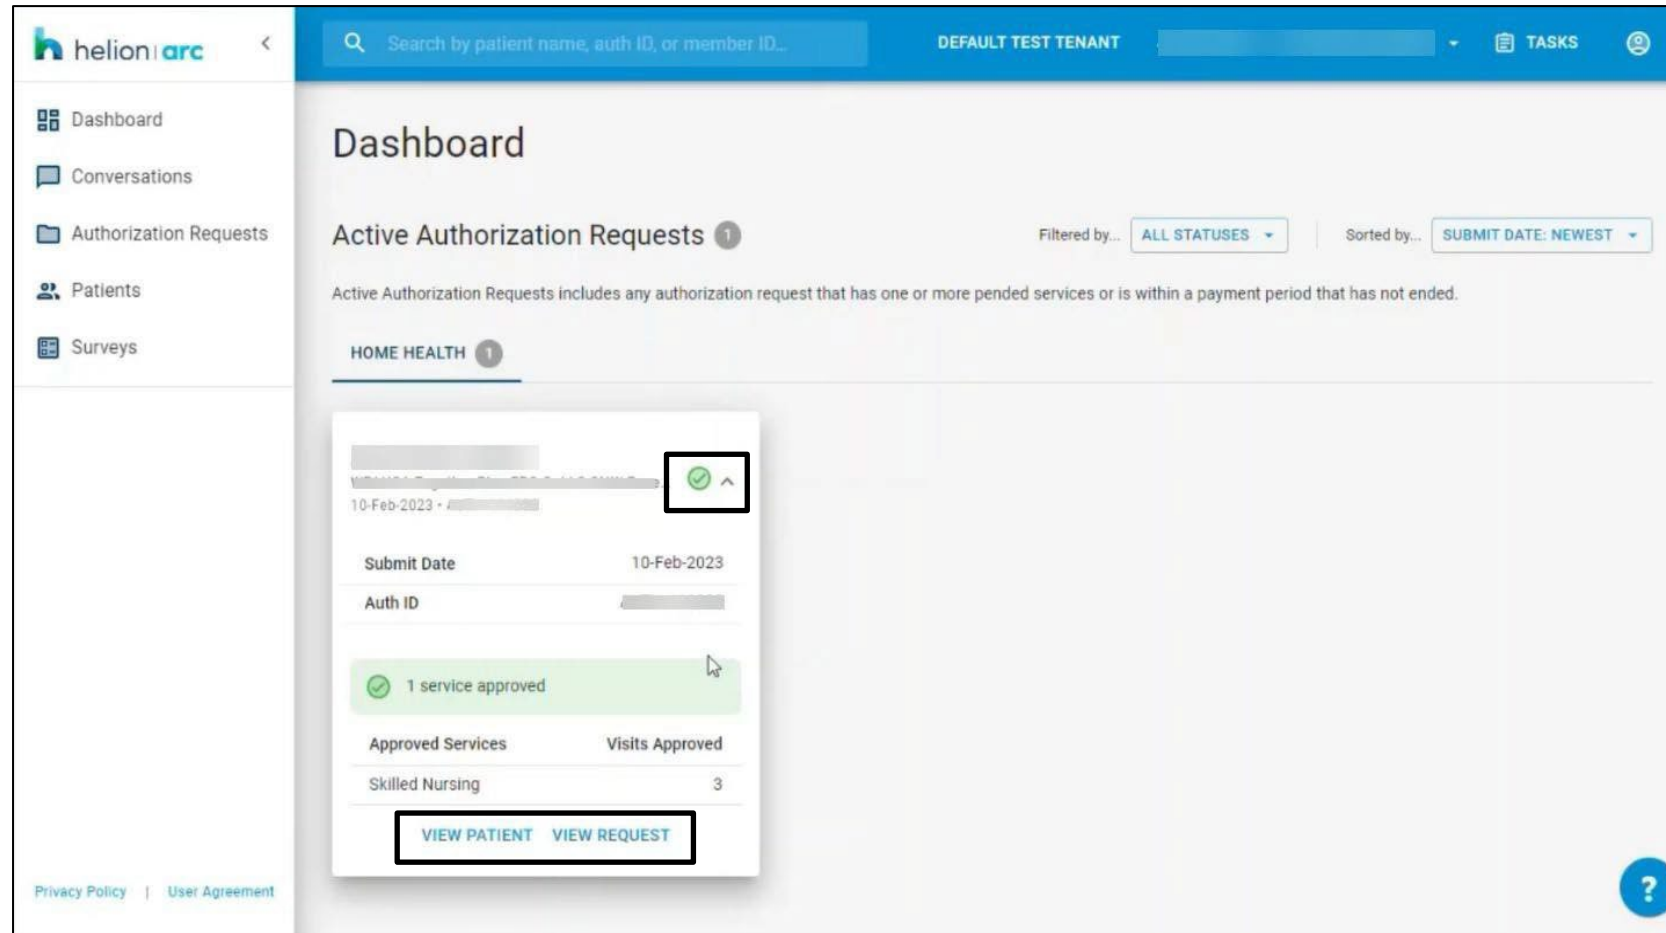 helion arc
Search by patient name, auth ID, or member ID...
DEFAULT TEST TENANT
TASKS
Dashboard
Conversations
Authorization Requests
Patients
Surveys
Privacy Policy | User Agreement
Dashboard
Active Authorization Requests 1
Filtered by... ALL STATUSES
Sorted by... SUBMIT DATE: NEWEST
Active Authorization Requests includes any authorization request that has one or more pended services or is within a payment period that has not ended.
HOME HEALTH 1
10-Feb-2023 •
Submit Date 10-Feb-2023
Auth ID
1 service approved
Approved Services Visits Approved
Skilled Nursing 3
VIEW PATIENT VIEW REQUEST
?